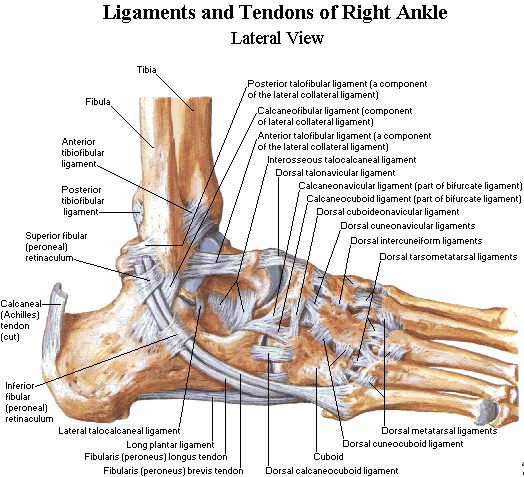 Ligaments and Tendons of Right Ankle
Lateral View
Tibia
Fibula
Anterior
tibiofibular
ligament
Posterior
tibiofibular
ligament
Superior fibular
(peroneal)
retinaculum
Calcaneal
(Achilles)
tendon
(cut)
Inferior
fibular
(peroneal)
retinaculum
Posterior talofibular ligament (a component
of the lateral collateral ligament)
Calcaneofibular ligament (component
of lateral collateral ligament)
Anterior talofibular ligament (a component
of the lateral collateral ligament)
Interosseous talocalcaneal ligament
Dorsal talonavicular ligament
Calcaneonavicular ligament (part of bifurcate ligament)
Calcaneocuboid ligament (part of bifurcate ligament)
Dorsal cuboideonavicular ligament
Dorsal cuneonavicular ligaments
Dorsal intercuneiform ligaments
Dorsal tarsometatarsal ligaments
Lateral talocalcaneal ligament
Long plantar ligament
Fibularis (peroneus) longus tendon
Fibularis (peroneus) brevis tendon
Dorsal metatarsal ligaments
Dorsal cuneocuboid ligament
Cuboid
Dorsal calcaneocuboid ligament